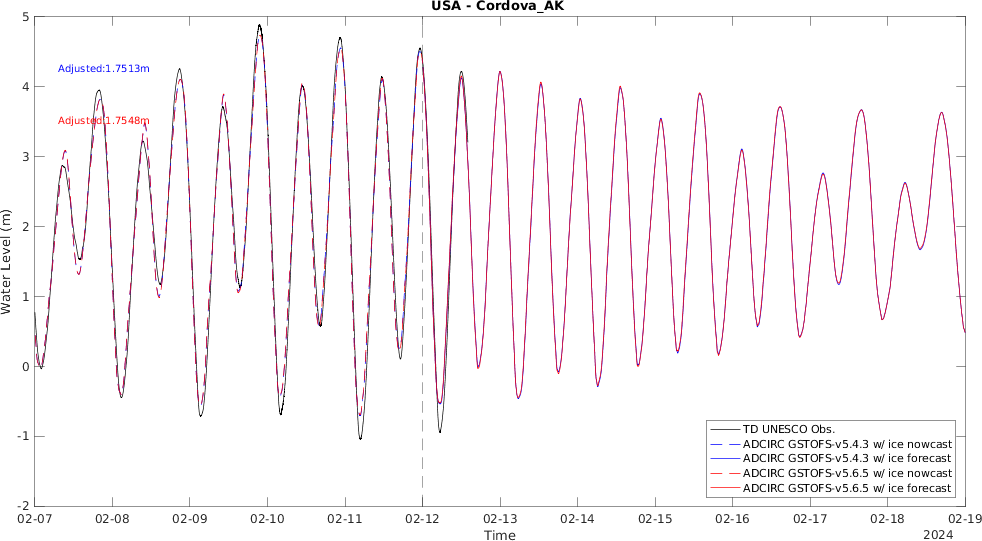 USA - Cordova_AK
Adjusted:1.7513m
Adjusted:1.7548m
Water Level (m)
5
4
3
2
1
0
-1
-2
TD UNESCO Obs.
ADCIRC GSTOFS-v5.4.3 w/ ice nowcast
ADCIRC GSTOFS-v5.4.3 w/ ice forecast
ADCIRC GSTOFS-v5.6.5 w/ ice nowcast
ADCIRC GSTOFS-v5.6.5 w/ ice forecast
02-07 02-08 02-09 02-10 02-11 02-12 02-13 02-14 02-15 02-16 02-17 02-18 02-19
Time
2024